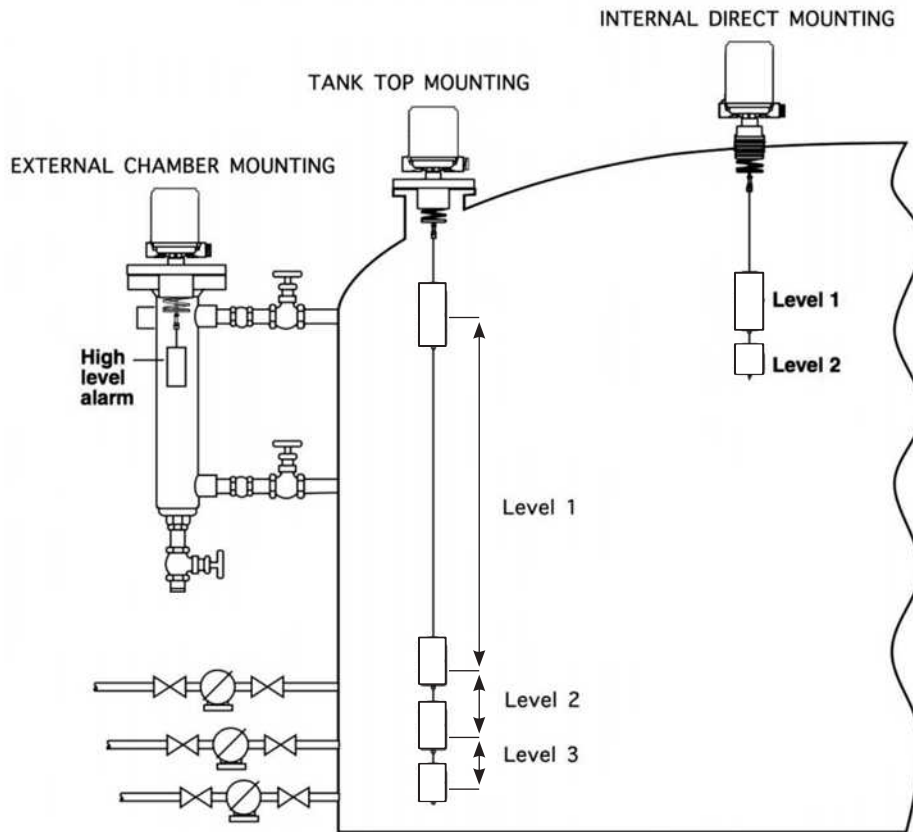 INTERNAL DIRECT MOUNTING
TANK TOP MOUNTING
EXTERNAL CHAMBER MOUNTING
Level 1
High
level
alarm
Level 2
Level 1
Level 2
Level 3